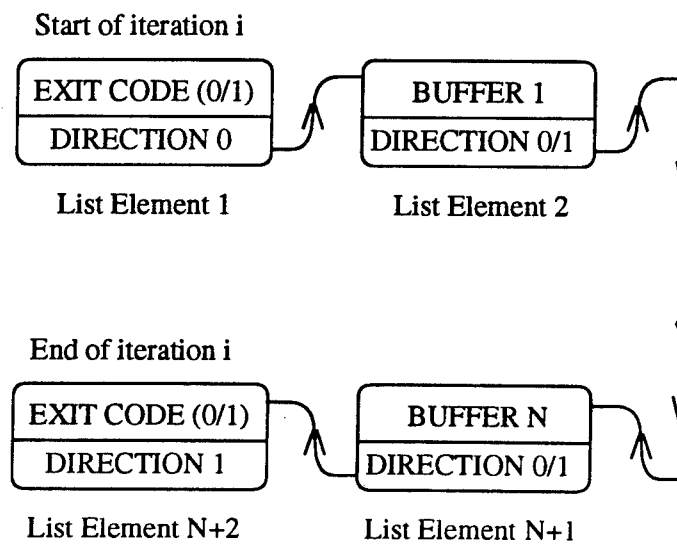 Start of iteration i
EXIT CODE (0/1)
DIRECTION 0
List Element 1
BUFFER 1
DIRECTION 0/1
List Element 2
End of iteration i
EXIT CODE (0/1)
DIRECTION 1
List Element N+2
BUFFER N
DIRECTION 0/1
List Element N+1